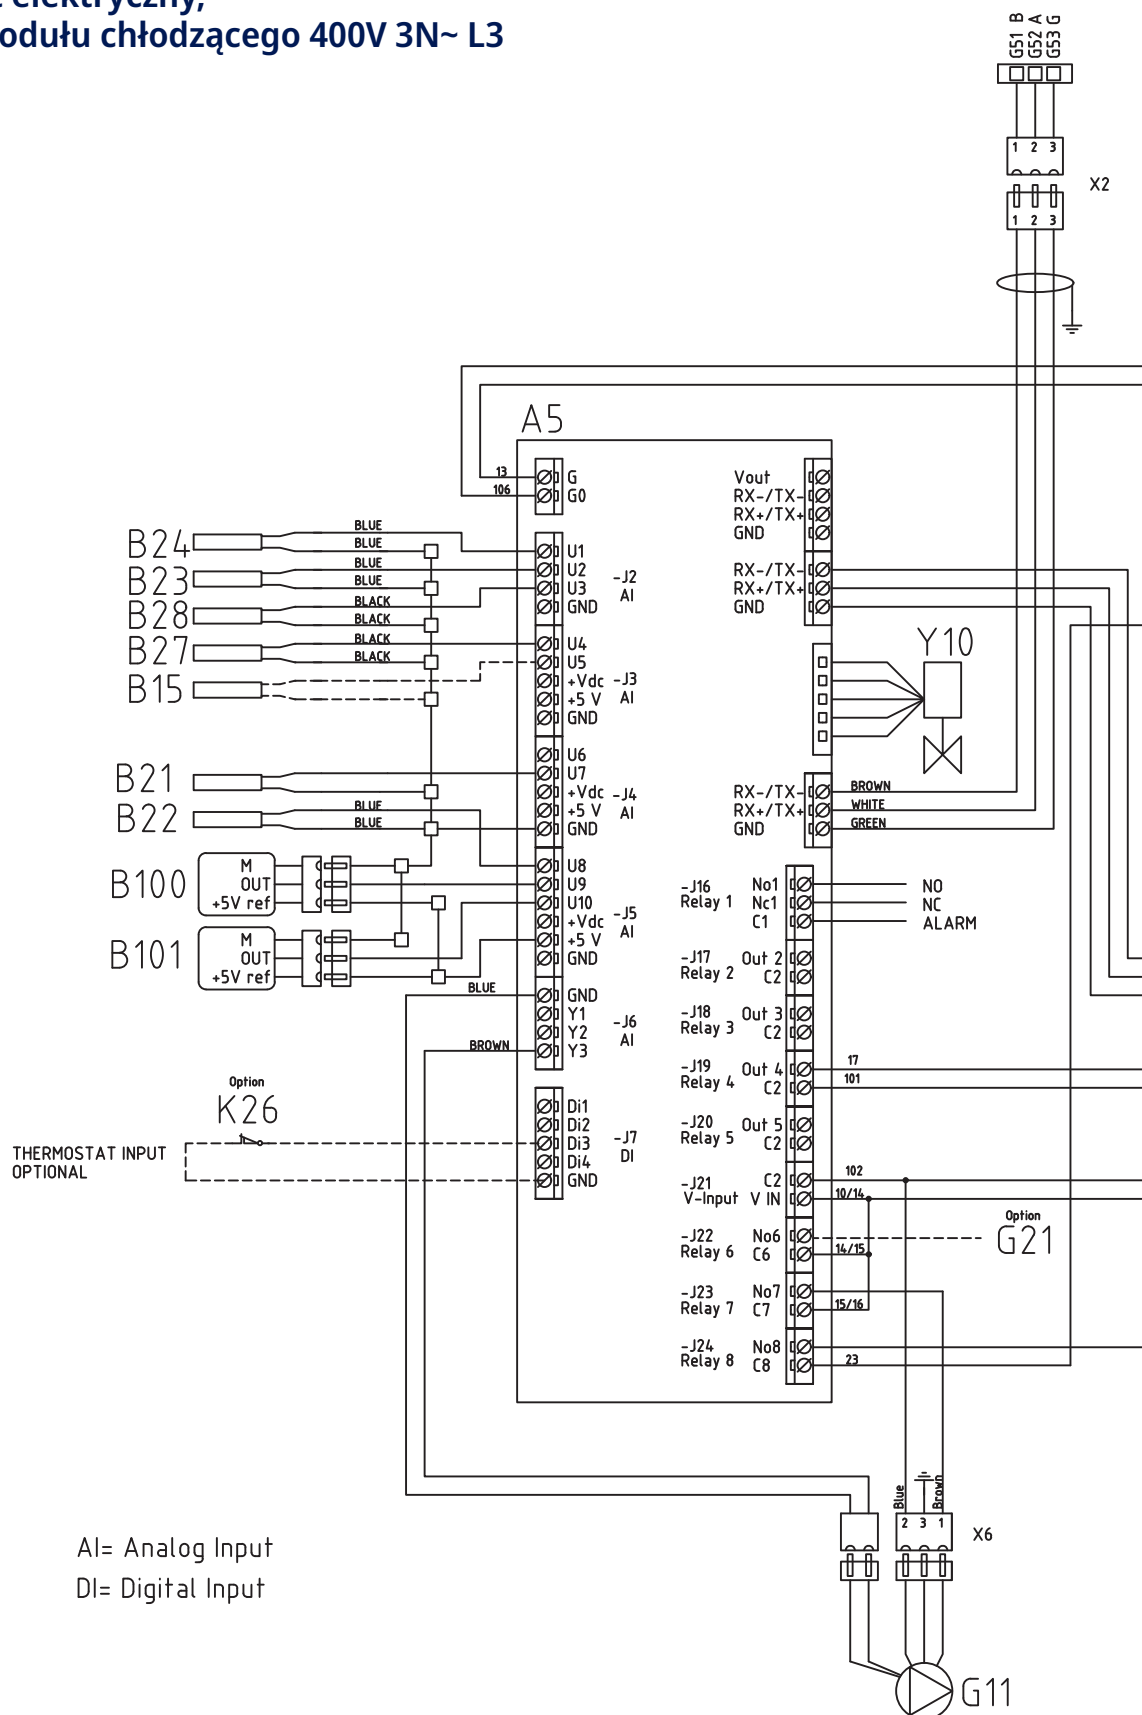 elektryczny,
odułu chłodzącego 400V 3N~ L3
G51 B
G52 A
G53 G
1 2 3
X2
1 2 3
A5
13
G
106
G0
Vout
RX-/TX-
RX+/TX+
GND
B24
BLUE
BLUE
U1
B23
BLUE
BLUE
U2
-J2
AI
U3
B28
BLACK
BLACK
GND
RX-/TX-
RX+/TX+
GND
B27
BLACK
BLACK
U4
U5
B15
+Vdc
-J3
AI
+5 V
GND
Y10
B21
U6
U7
+Vdc
-J4
AI
B22
BLUE
BLUE
+5 V
GND
RX-/TX-
BROWN
RX+/TX+
WHITE
GND
GREEN
B100
M
OUT
+5V ref
U8
U9
U10
-J5
AI
+Vdc
+5 V
GND
B101
M
OUT
+5V ref
-J16
Relay 1
No1
NO
Nc1
NC
C1
ALARM
-J17
Relay 2
Out 2
C2
BLUE
GND
Y1
-J6
AI
Y2
BROWN
Y3
-J18
Relay 3
Out 3
C2
-J19
Relay 4
Out 4
17
C2
101
Option
K26
THERMOSTAT INPUT
OPTIONAL
Di1
Di2
Di3
-J7
DI
Di4
GND
-J20
Relay 5
Out 5
C2
-J21
V-Input
C2
102
V IN
10/14
-J22
Relay 6
No6
Option
G21
C6
14/15
-J23
Relay 7
No7
C7
15/16
-J24
Relay 8
No8
C8
23
Blue
Brown
2 3 1
X6
AI= Analog Input
DI= Digital Input
G11